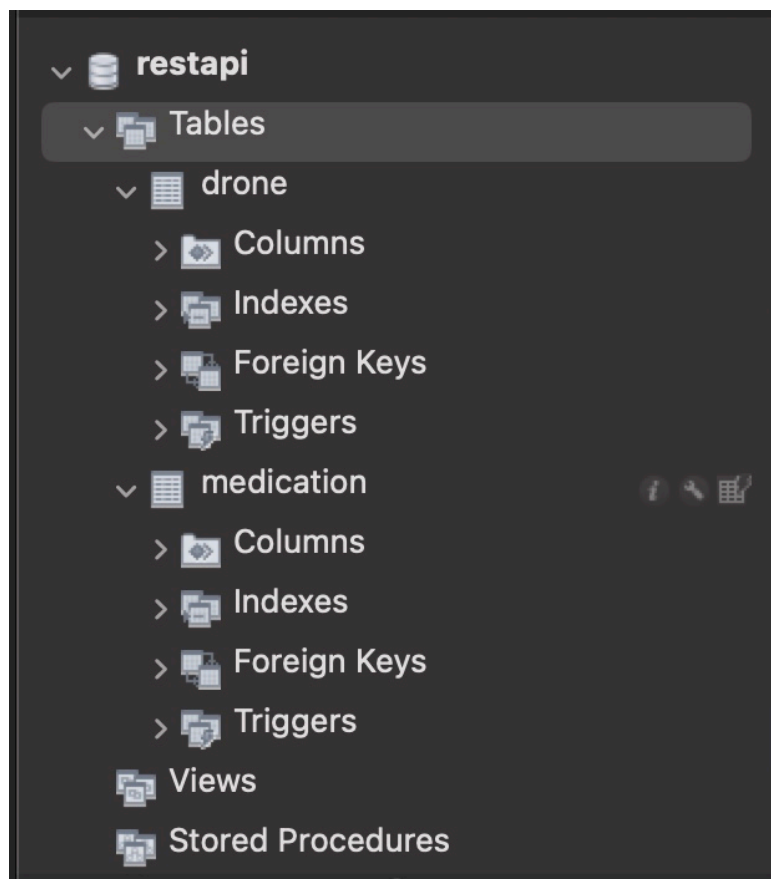 restapi
Tables
drone
Columns
Indexes
Foreign Keys
Triggers
medication
Columns
Indexes
Foreign Keys
Triggers
Views
Stored Procedures